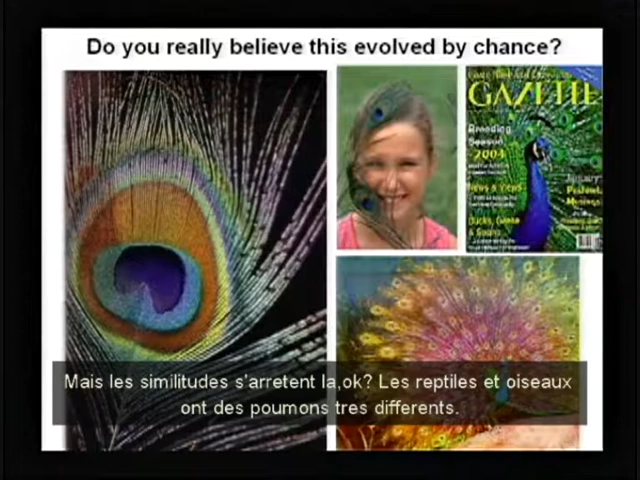 Do you really believe this evolved by chance?
GAZETTE
Breeding
Season
2004
News & Views
Ducks, Geese
Mais les similitudes s'arretent la,ok? Les reptiles et oiseaux
ont des poumons tres differents.